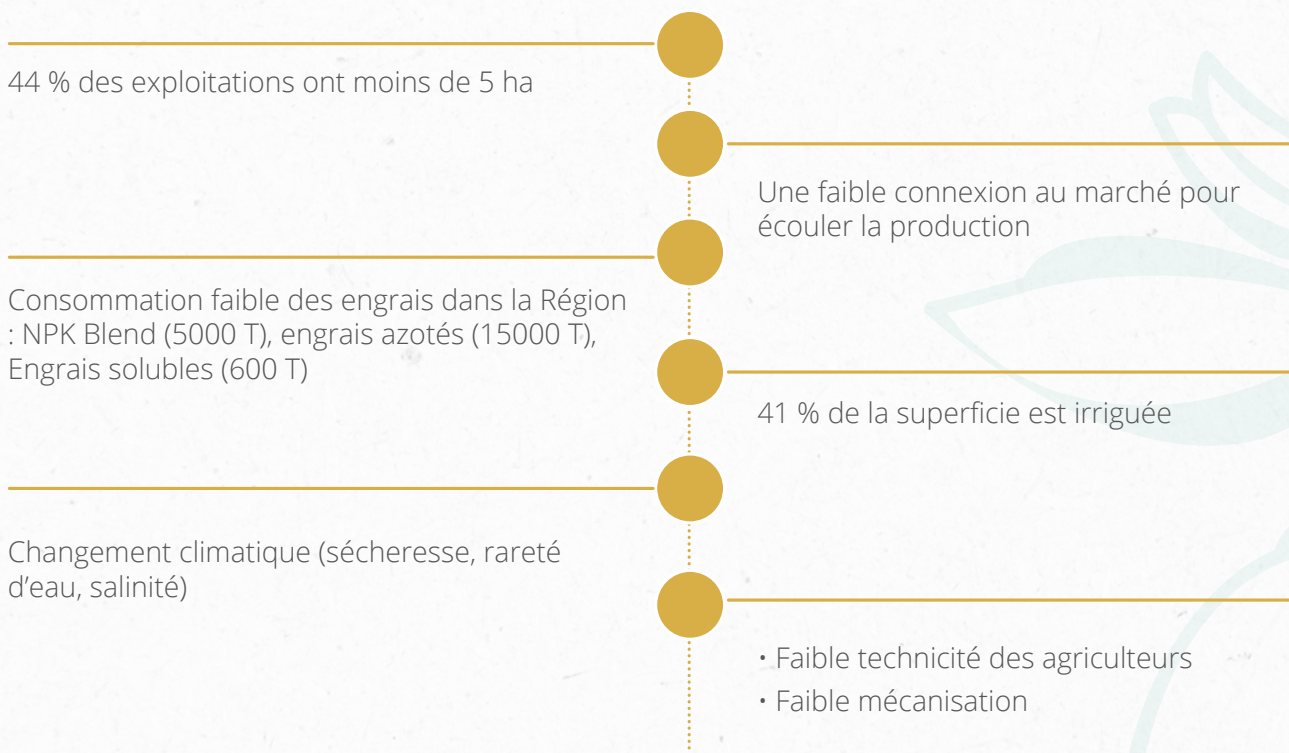 44 % des exploitations ont moins de 5 ha
Une faible connexion au marché pour
écouler la production
Consommation faible des engrais dans la Région
: NPK Blend (5000 T), engrais azotés (15000 T),
Engrais solubles (600 T)
41 % de la superficie est irriguée
Changement climatique (sécheresse, rareté
d’eau, salinité)
• Faible technicité des agriculteurs
• Faible mécanisation